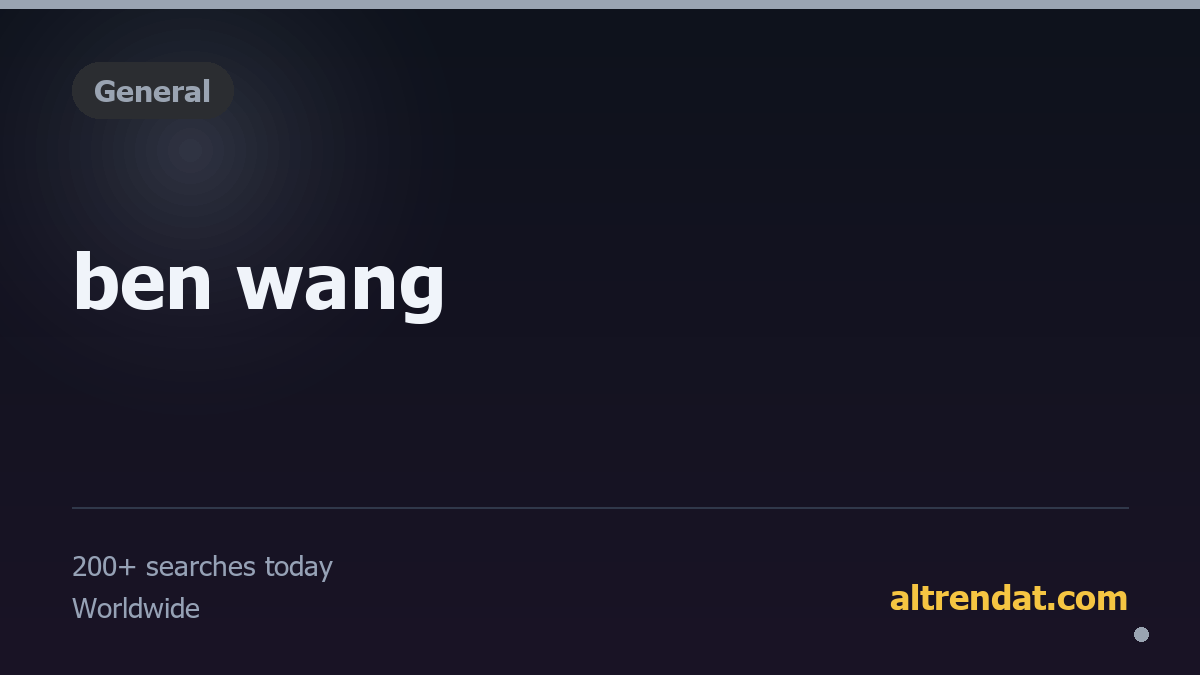 General
ben wang
200+ searches today
Worldwide
altrendat.com